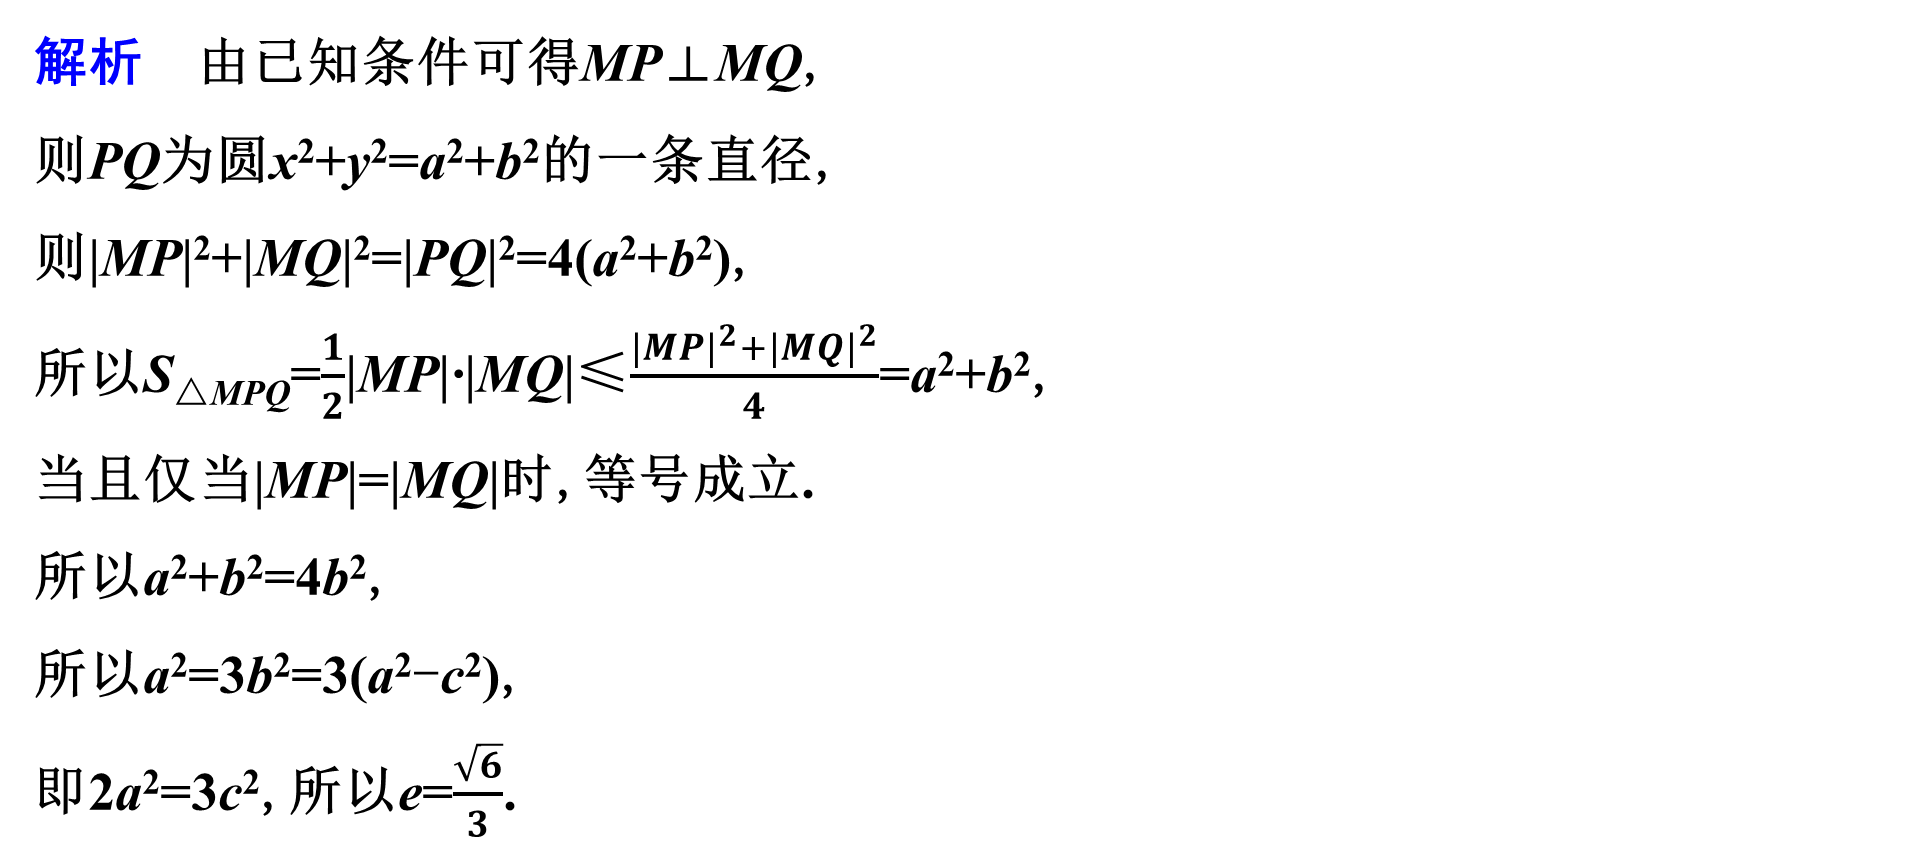 解析 由已知条件可得MP⊥MQ,
则PQ为圆x²+y²=a²+b²的一条直径,
则|MP|²+|MQ|²=|PQ|²=4(a²+b²),
所以S△MPQ=1/2|MP|·|MQ|≤(|MP|²+|MQ|²)/4=a²+b²,
当且仅当|MP|=|MQ|时,等号成立.
所以a²+b²=4b²,
所以a²=3b²=3(a²−c²),
即2a²=3c²,所以e=√6/3.